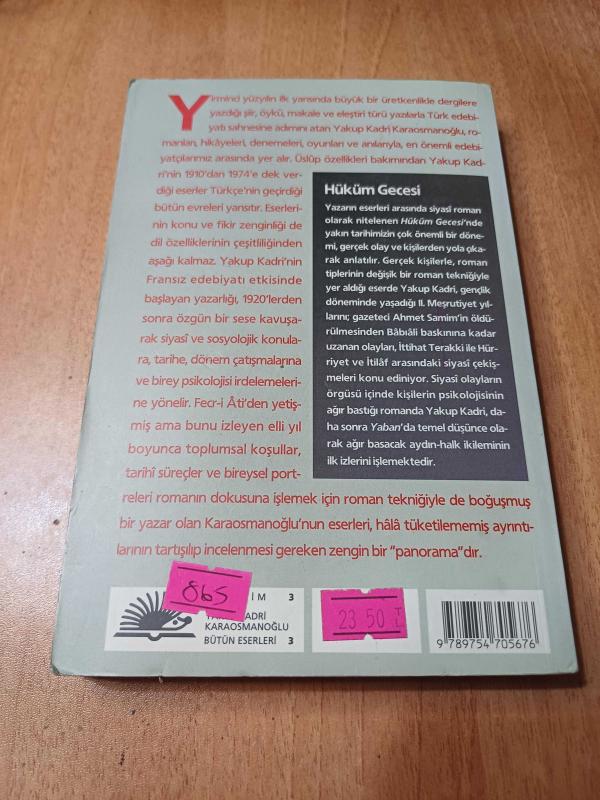 Yirminci yüzyılın ilk yarısında büyük bir üretkenlikle dergilere
yazdığı şiir, öykü, makale ve eleştiri türü yazılarla Türk edebi-
yatı sahnesine adımını atan Yakup Kadri Karaosmanoğlu, ro-
manları, hikâyeleri, denemeleri, oyunları ve anılarıyla, en önemli edebi-
yatçılarımız arasında yer alır. Üslûp özellikleri bakımından Yakup Kad-
ri'nin 1910'dan 1974'e dek ver-
diği eserler Türkçe'nin geçirdiği
bütün evreleri yansıtır. Eserleri-
nin konu ve fikir zenginliği de
dil özelliklerinin çeşitliliğinden
aşağı kalmaz. Yakup Kadri'nin
Fransız edebiyatı etkisinde
başlayan yazarlığı, 1920'lerden
sonra özgün bir sese kavuşa-
rak siyasî ve sosyolojik konula-
ra, tarihe, dönem çatışmalarına
ve birey psikolojisi irdelemeleri-
ne yönelir. Fecr-i Âti'den yetiş-
miş ama bunu izleyen elli yıl
boyunca toplumsal koşullar,
tarihî süreçler ve bireysel port-
releri romanın dokusuna işlemek için roman tekniğiyle de boğuşmuş
bir yazar olan Karaosmanoğlu'nun eserleri, hâlâ tüketilememiş ayrıntı-
larının tartışılıp incelenmesi gereken zengin bir "panorama"dır.
Hüküm Gecesi
Yazarın eserleri arasında siyasî roman
olarak nitelenen Hüküm Gecesi'nde
yakın tarihimizin çok önemli bir döne-
mi, gerçek olay ve kişilerden yola çıka-
rak anlatılır. Gerçek kişilerle, roman
tiplerinin değişik bir roman tekniğiyle
yer aldığı eserde Yakup Kadri, gençlik
döneminde yaşadığı II. Meşrutiyet yıl-
larını; gazeteci Ahmet Samim'in öldü-
rülmesinden Bâbıâli baskınına kadar
uzanan olayları, İttihat Terakki ile Hür-
riyet ve İtilâf arasındaki siyasî çekiş-
meleri konu ediniyor. Siyasî olayların
örgüsü içinde kişilerin psikolojisinin
ağır bastığı romanda Yakup Kadri, da-
ha sonra Yaban'da temel düşünce ola-
rak ağır basacak aydın-halk ikileminin
ilk izlerini işlemektedir.
865
İM 3
KADRİ
KARAOSMANOĞLU
BÜTÜN ESERLERİ 3
23 50
9 789754 705676